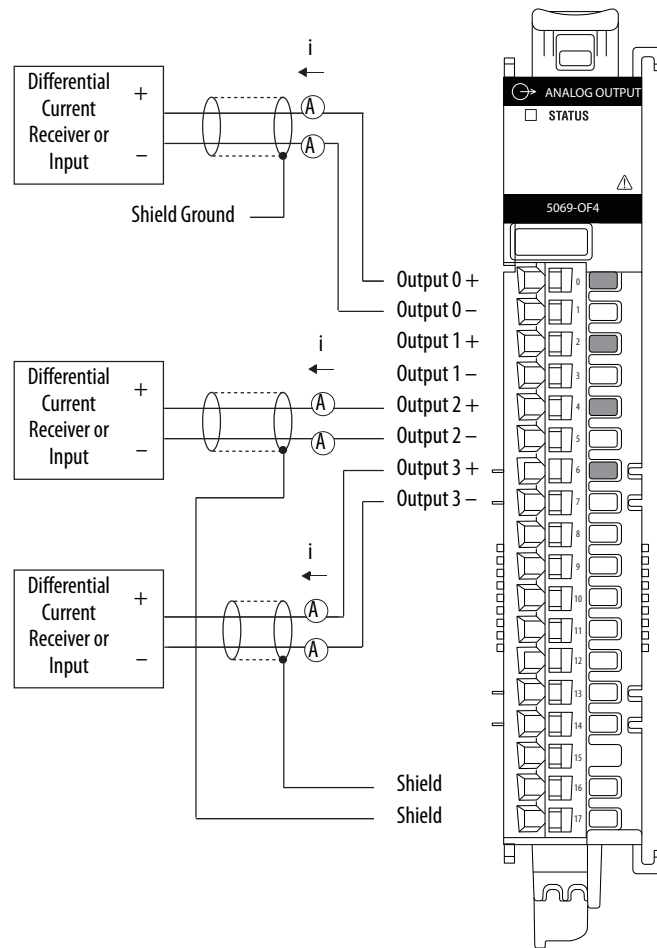 i
Differential
Current
Receiver or
Input
+
–
A
A
Shield Ground
Output 0 +
Output 0 –
Output 1 +
Output 1 –
Output 2 +
Output 2 –
Output 3 +
Output 3 –
i
Differential
Current
Receiver or
Input
+
–
A
A
i
Differential
Current
Receiver or
Input
+
–
A
A
Shield
Shield
ANALOG OUTPUT
STATUS
5069-OF4
0
1
2
3
4
5
6
7
8
9
10
11
12
13
14
15
16
17